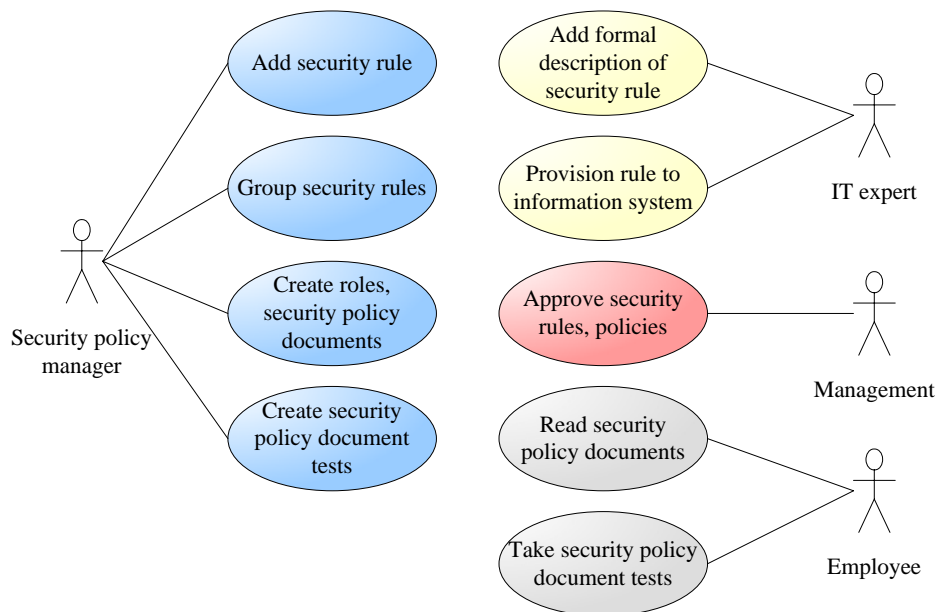 Add security rule
Group security rules
Create roles,
security policy
documents
Create security
policy document
tests
Security policy
manager
Add formal
description of
security rule
Provision rule to
information system
IT expert
Approve security
rules, policies
Management
Read security
policy documents
Take security policy
document tests
Employee